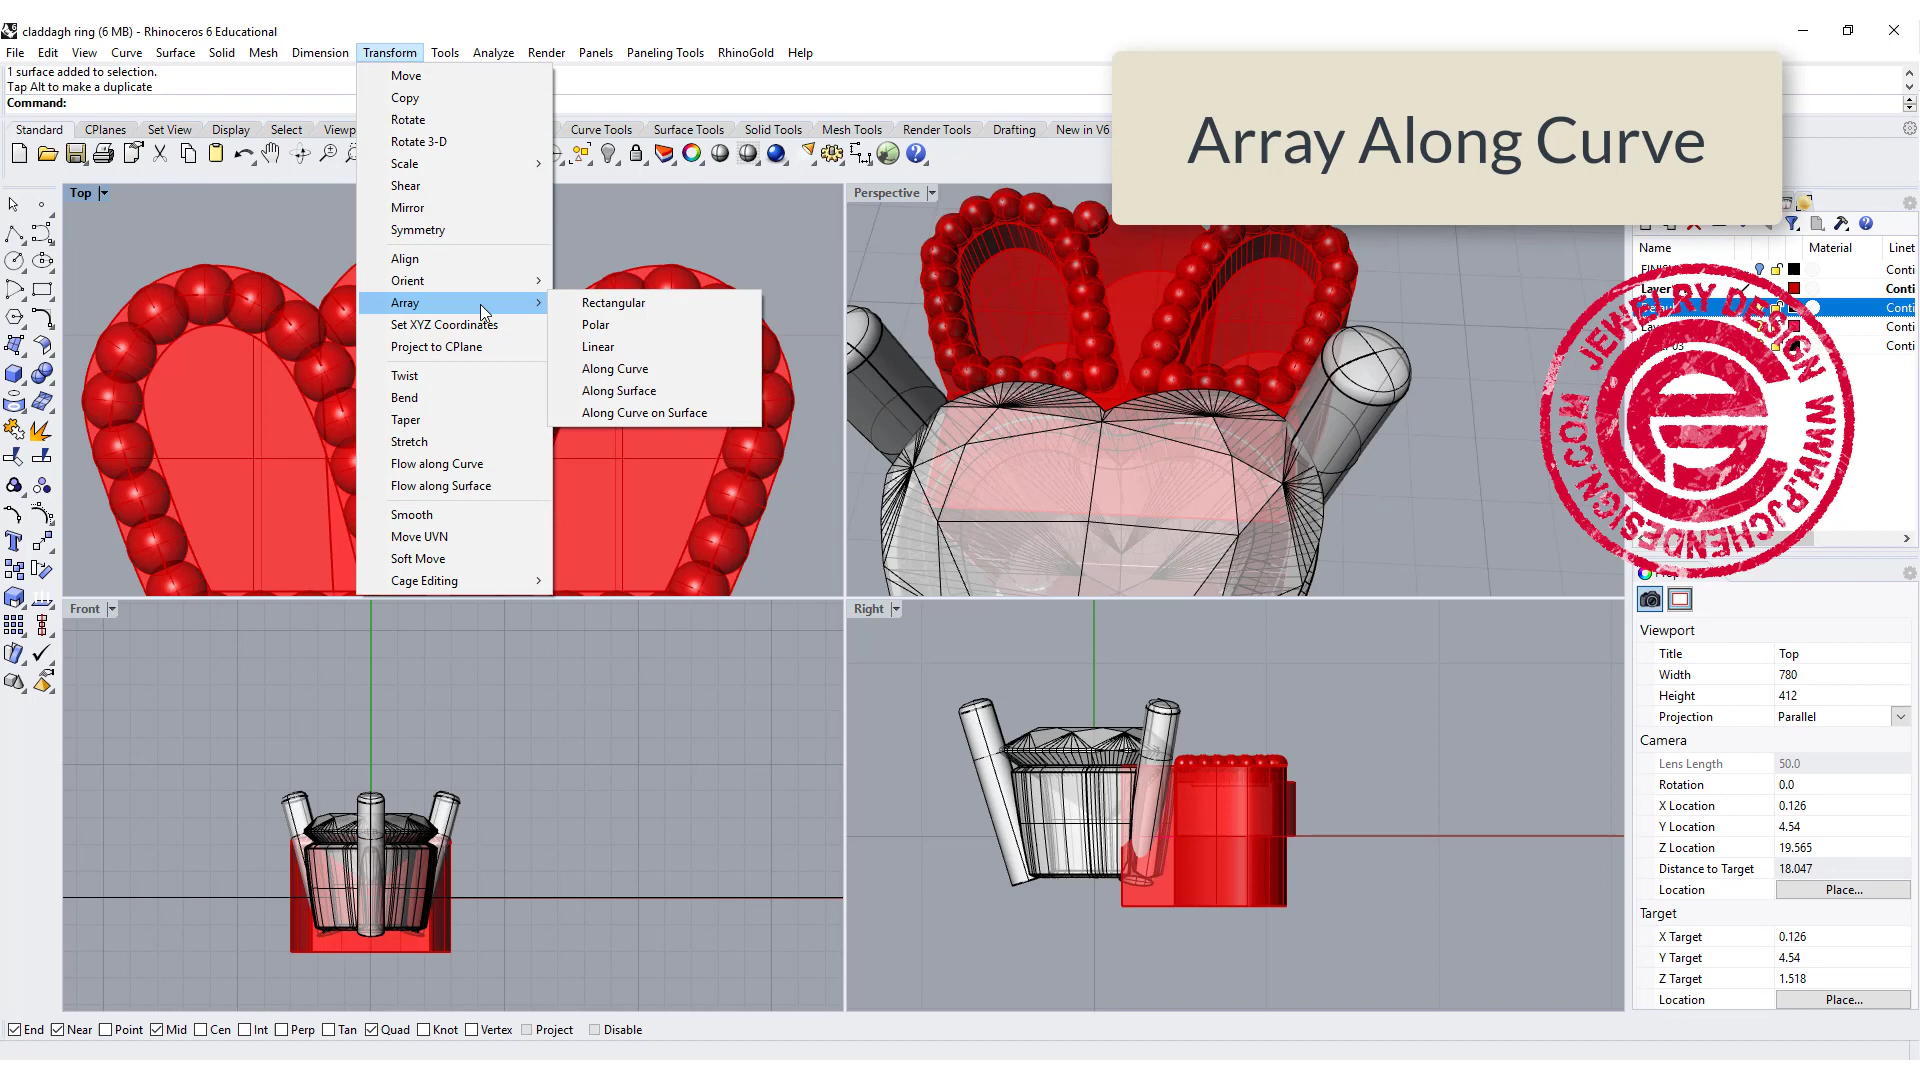 claddagh ring (6 MB) - Rhinoceros 6 Educational
File Edit View Curve Surface Solid Mesh Dimension Transform Tools Analyze Render Panels Paneling Tools RhinoGold Help
1 surface added to selection.
Tap Alt to make a duplicate
Command:
Array Along Curve
Standard CPlanes Set View Display Select Viewp Curve Tools Surface Tools Solid Tools Mesh Tools Render Tools Drafting New in V6
Move
Copy
Rotate
Rotate 3-D
Scale
Shear
Mirror
Symmetry
Align
Orient
Array
Set XYZ Coordinates
Project to CPlane
Twist
Bend
Taper
Stretch
Flow along Curve
Flow along Surface
Smooth
Move UVN
Soft Move
Cage Editing
Rectangular
Polar
Linear
Along Curve
Along Surface
Along Curve on Surface
Top
Perspective
Front
Right
Name Material Linet
Conti
Conti
Conti
Conti
Conti
JEWELRY DESIGN WWW.PJCHENDESIGN.COM
Viewport
Title Top
Width 780
Height 412
Projection Parallel
Camera
Lens Length 50.0
Rotation 0.0
X Location 0.126
Y Location 4.54
Z Location 19.565
Distance to Target 18.047
Location Place...
Target
X Target 0.126
Y Target 4.54
Z Target 1.518
Location Place...
End Near Point Mid Cen Int Perp Tan Quad Knot Vertex Project Disable